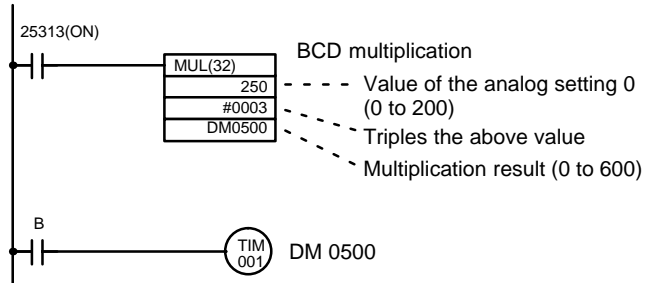 25313(ON)
BCD multiplication
MUL(32)
250
Value of the analog setting 0
(0 to 200)
#0003
Triples the above value
DM0500
Multiplication result (0 to 600)
B
TIM
001
DM 0500